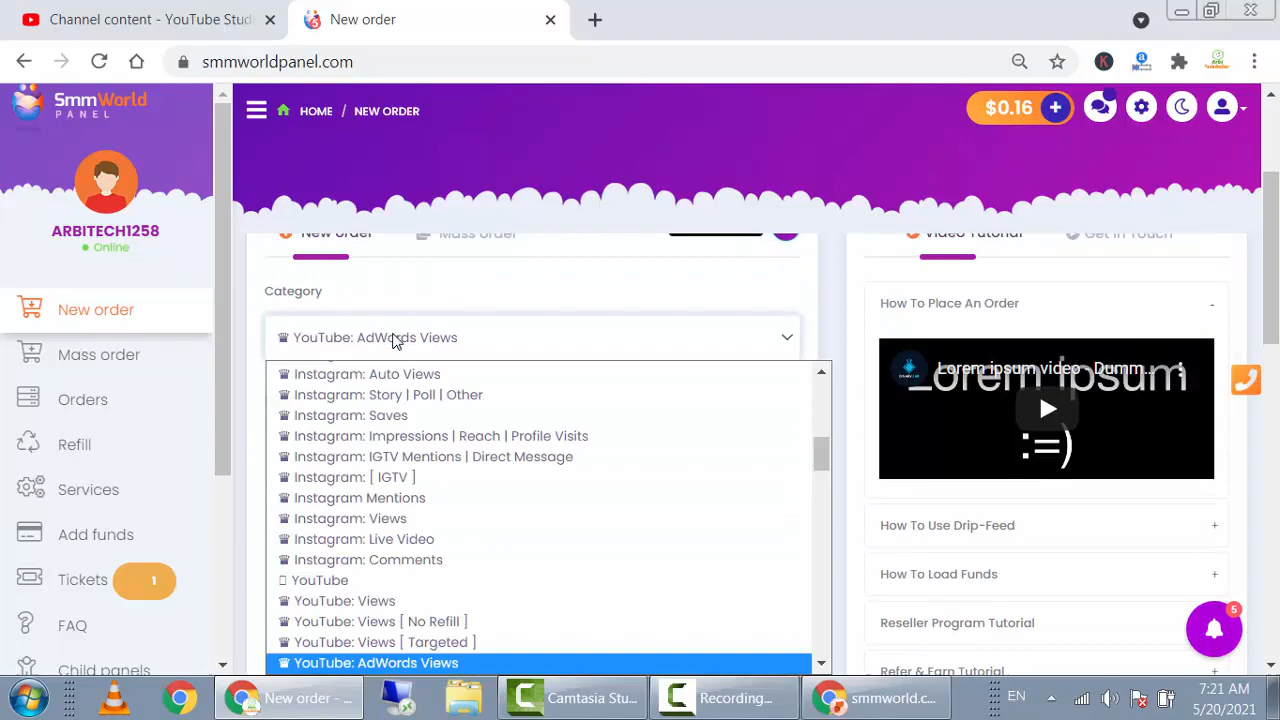 Channel content - YouTube Studi
New order
smmworldpanel.com
SmmWorld
PANEL
HOME / NEW ORDER
$0.16
ARBITECH1258
Online
New order
Mass order
Orders
Refill
Services
Add funds
Tickets 1
FAQ
Child panels
New order
Mass order
Category
YouTube: AdWords Views
Instagram: Auto Views
Instagram: Story | Poll | Other
Instagram: Saves
Instagram: Impressions | Reach | Profile Visits
Instagram: IGTV Mentions | Direct Message
Instagram: [ IGTV ]
Instagram Mentions
Instagram: Views
Instagram: Live Video
Instagram: Comments
YouTube
YouTube: Views
YouTube: Views [ No Refill ]
YouTube: Views [ Targeted ]
YouTube: AdWords Views
Video Tutorial
Get In Touch
How To Place An Order -
Lorem ipsum video - Dumm...
Lorem ipsum
:=)
How To Use Drip-Feed +
How To Load Funds +
Reseller Program Tutorial
5
Refer & Earn Tutorial
New order - ...
Camtasia Stu...
Recording...
smmworld.c...
EN
7:21 AM
5/20/2021